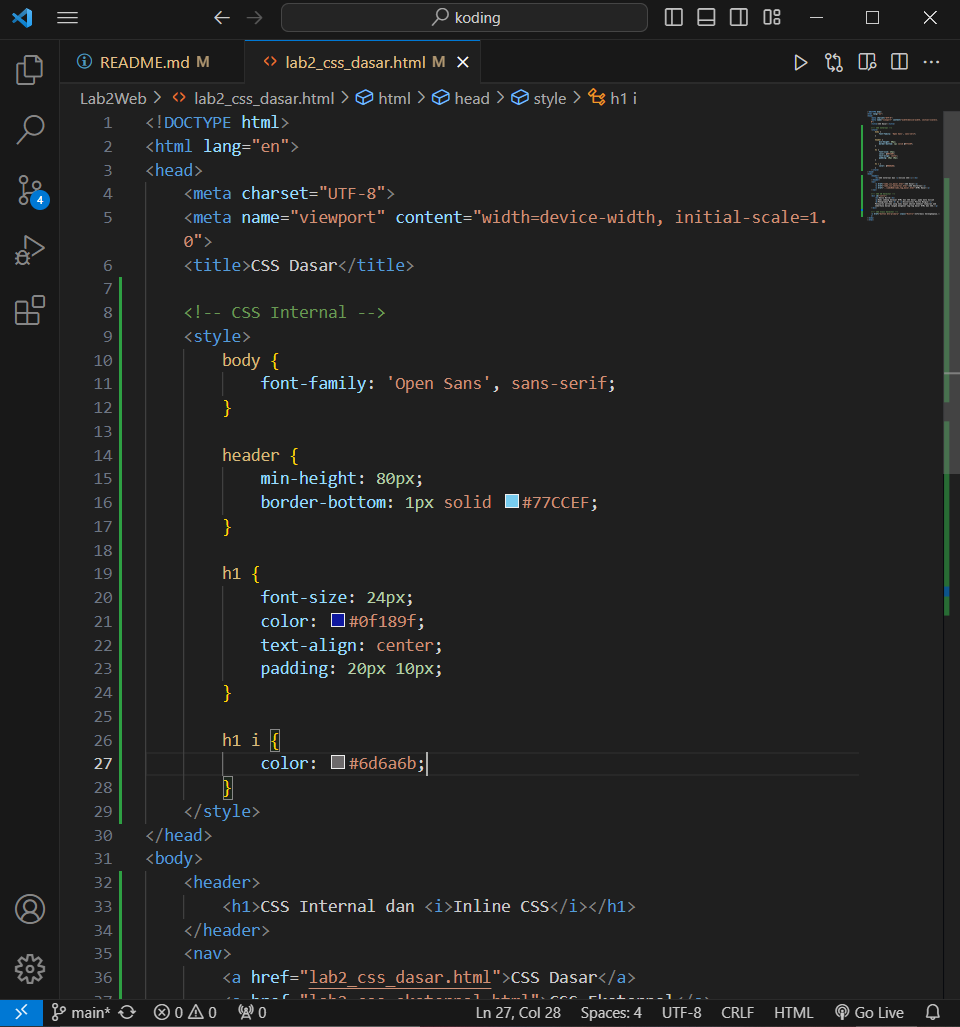 koding
README.md M
lab2_css_dasar.html M
Lab2Web > lab2_css_dasar.html > html > head > style > h1 i
1 <!DOCTYPE html>
2 <html lang="en">
3 <head>
4 <meta charset="UTF-8">
5 <meta name="viewport" content="width=device-width, initial-scale=1.
0">
6 <title>CSS Dasar</title>
7
8 <!-- CSS Internal -->
9 <style>
10 body {
11 font-family: 'Open Sans', sans-serif;
12 }
13
14 header {
15 min-height: 80px;
16 border-bottom: 1px solid #77CCEF;
17 }
18
19 h1 {
20 font-size: 24px;
21 color: #0f189f;
22 text-align: center;
23 padding: 20px 10px;
24 }
25
26 h1 i {
27 color: #6d6a6b;
28 }
29 </style>
30 </head>
31 <body>
32 <header>
33 <h1>CSS Internal dan <i>Inline CSS</i></h1>
34 </header>
35 <nav>
36 <a href="lab2_css_dasar.html">CSS Dasar</a>
37 <a href="lab2_css_eksternal.html">CSS Eksternal</a>
4
main* 0 0 0 Ln 27, Col 28 Spaces: 4 UTF-8 CRLF HTML Go Live